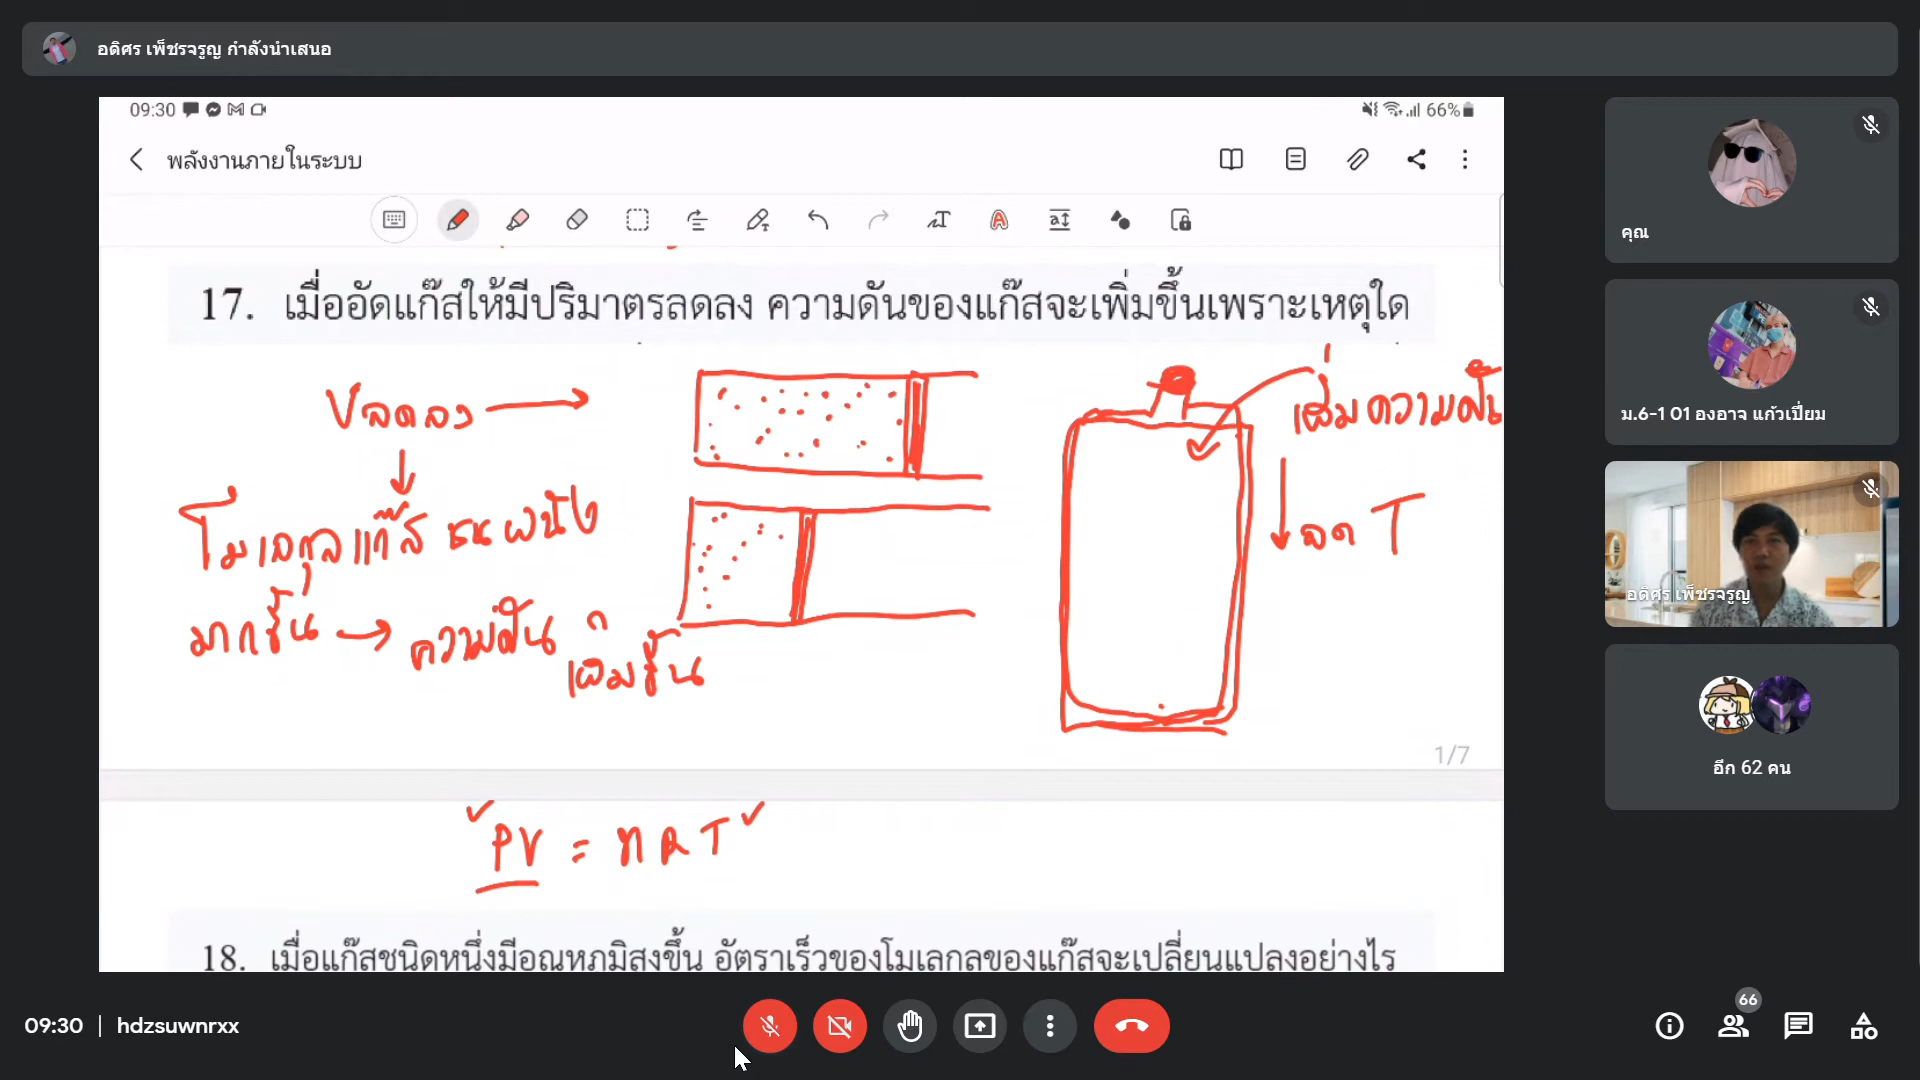 อดิศร เพ็ชรจรูญ กำลังนำเสนอ
09:30
66%
พลังงานภายในระบบ
17. เมื่ออัดแก๊สให้มีปริมาตรลดลง ความดันของแก๊สจะเพิ่มขึ้นเพราะเหตุใด
V ลดลง
โมเลกุลแก๊ส ชนผนัง
มากขึ้น → ความดัน
เพิ่มขึ้น
เพิ่มความดัน
ลด T
1/7
PV = nRT
18. เมื่อแก๊สชนิดหนึ่งมีอุณหภูมิสูงขึ้น อัตราเร็วของโมเลกุลของแก๊สจะเปลี่ยนแปลงอย่างไร
คุณ
ม.6-1 01 องอาจ แก้วเปี่ยม
อดิศร เพ็ชรจรูญ
อีก 62 คน
09:30 | hdzsuwnrxx
66